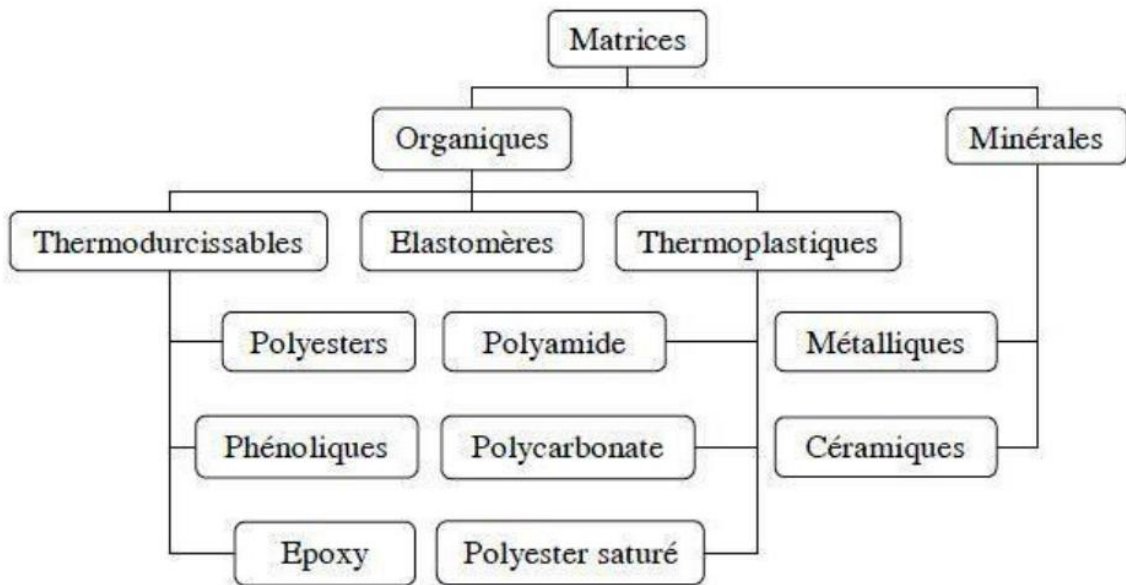 Matrices
Organiques
Minérales
Thermodurcissables
Elastomères
Thermoplastiques
Polyesters
Polyamide
Métalliques
Phénoliques
Polycarbonate
Céramiques
Epoxy
Polyester saturé